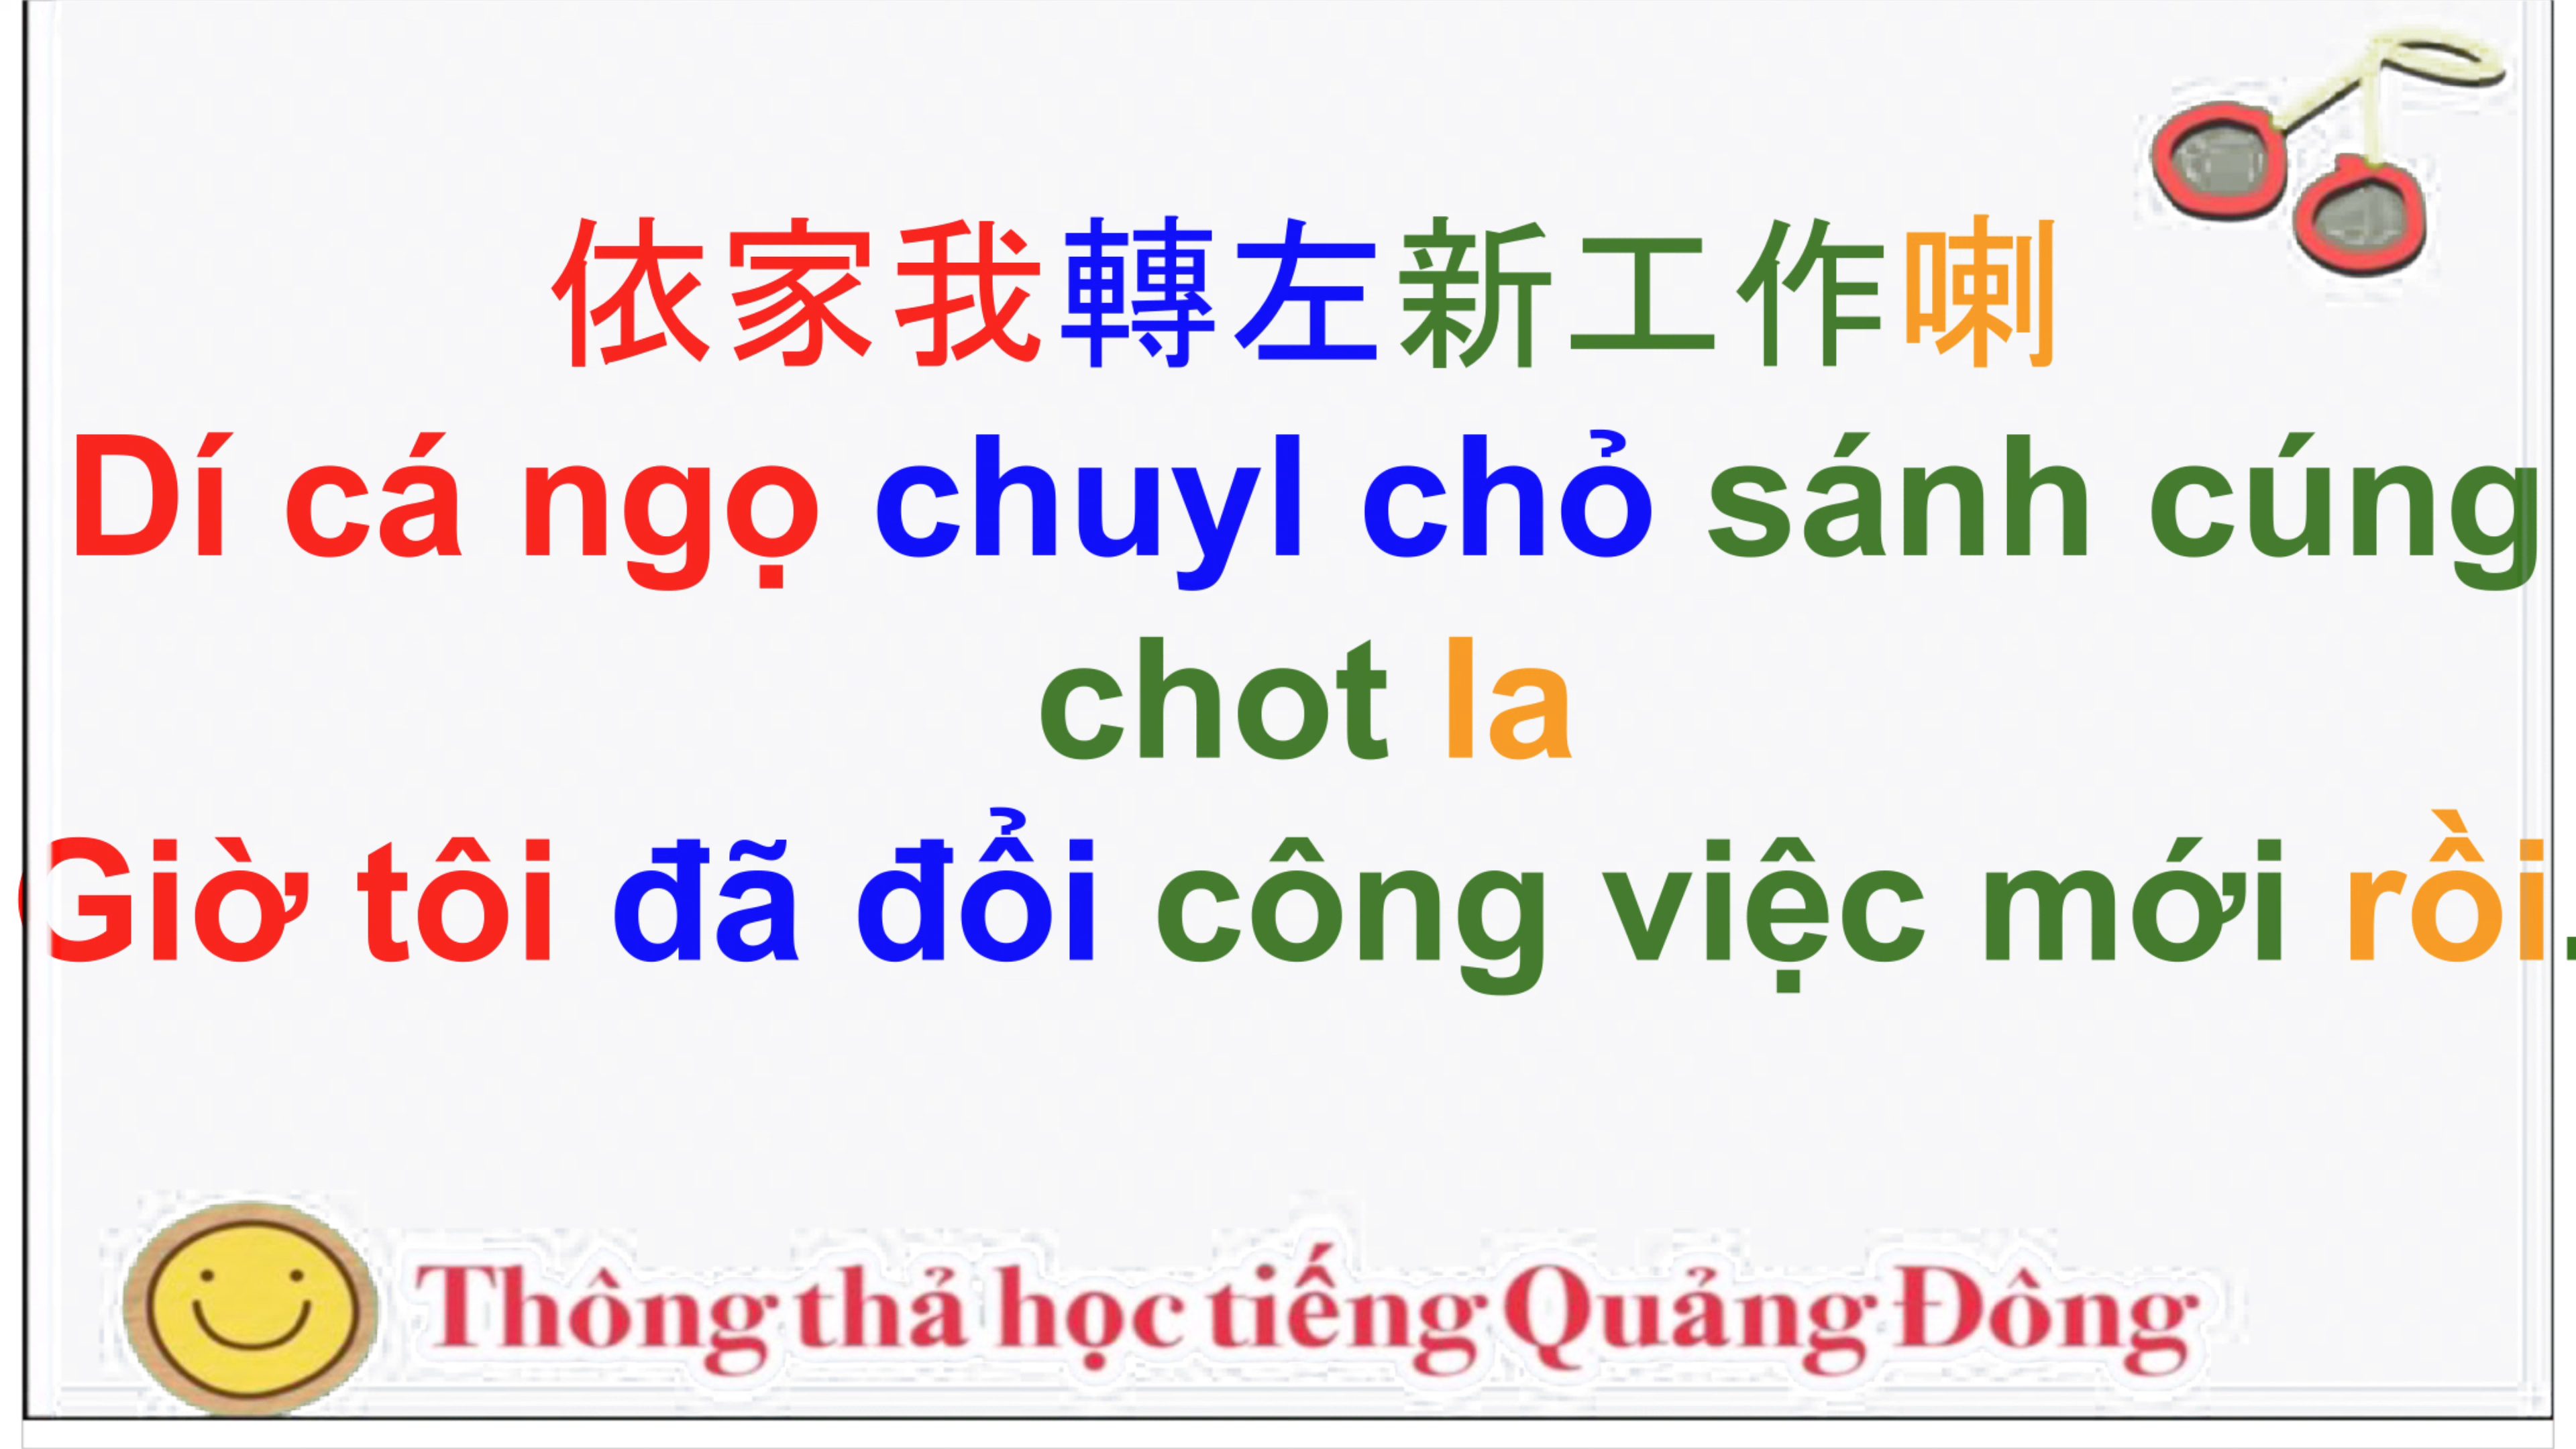 依家我轉左新工作喇
Dí cá ngọ chuyl chỏ sánh cúng
chot la
Giờ tôi đã đổi công việc mới rồi.
Thông thả học tiếng Quảng Đông